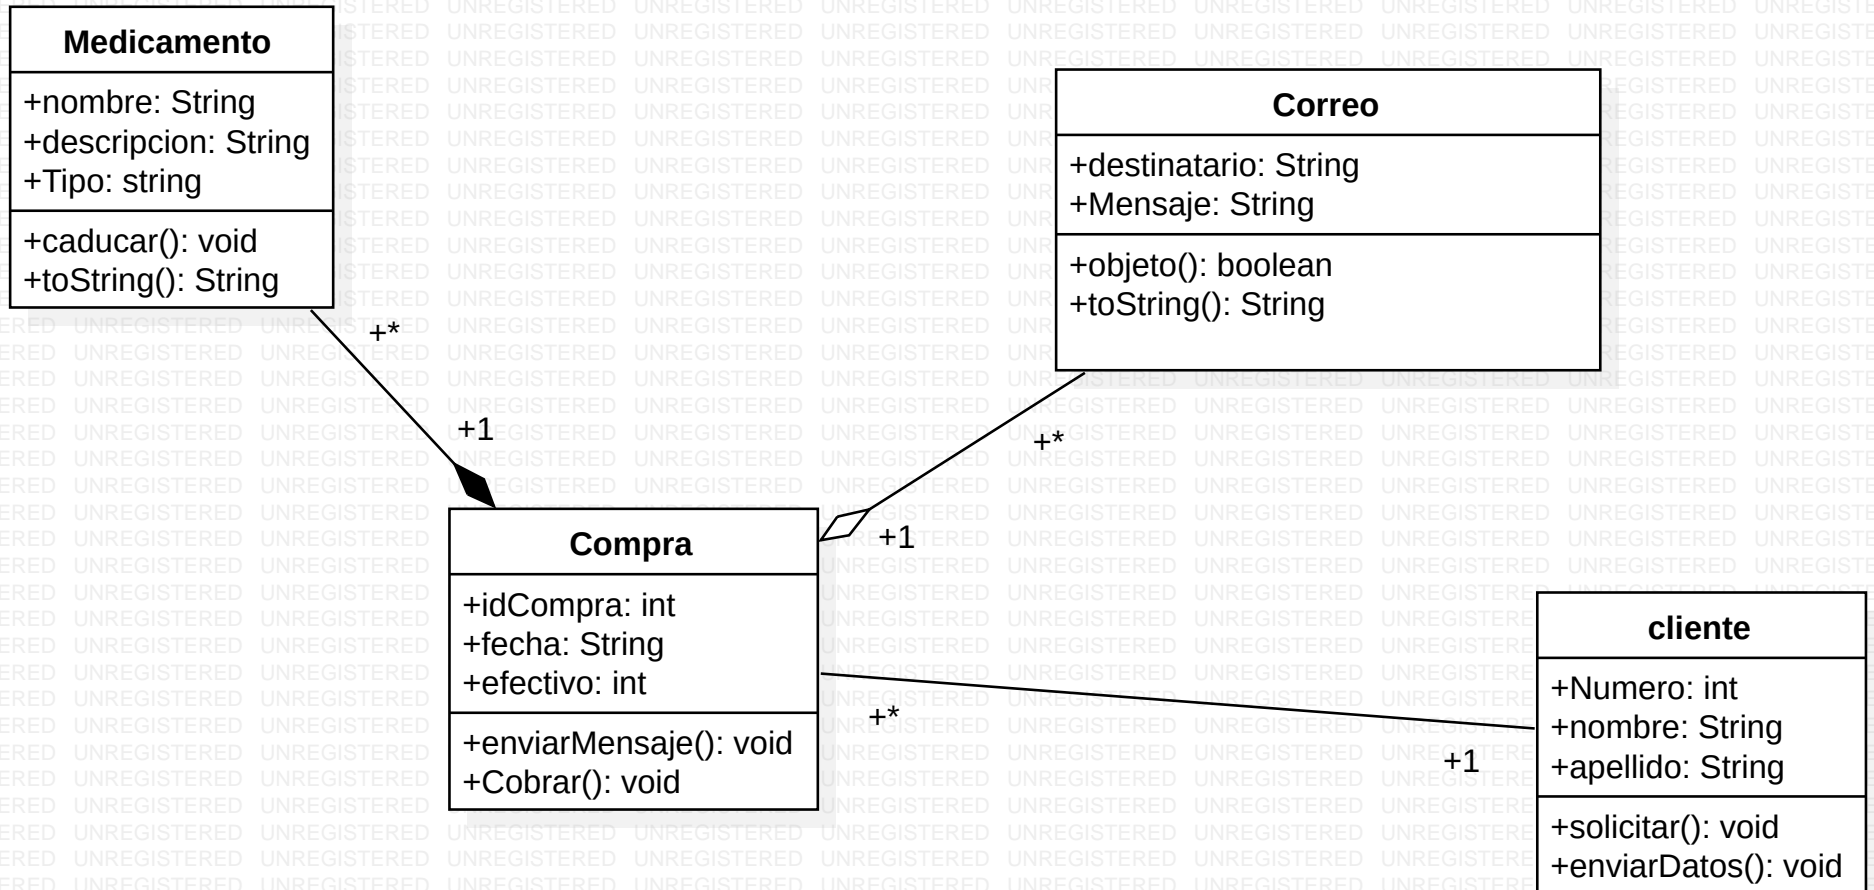 Medicamento
+nombre: String
+descripcion: String
+Tipo: string
+caducar(): void
+toString(): String
+*
+1
Correo
+destinatario: String
+Mensaje: String
+objeto(): boolean
+toString(): String
+*
+1
Compra
+idCompra: int
+fecha: String
+efectivo: int
+enviarMensaje(): void
+Cobrar(): void
+*
+1
cliente
+Numero: int
+nombre: String
+apellido: String
+solicitar(): void
+enviarDatos(): void
UNREGISTERED